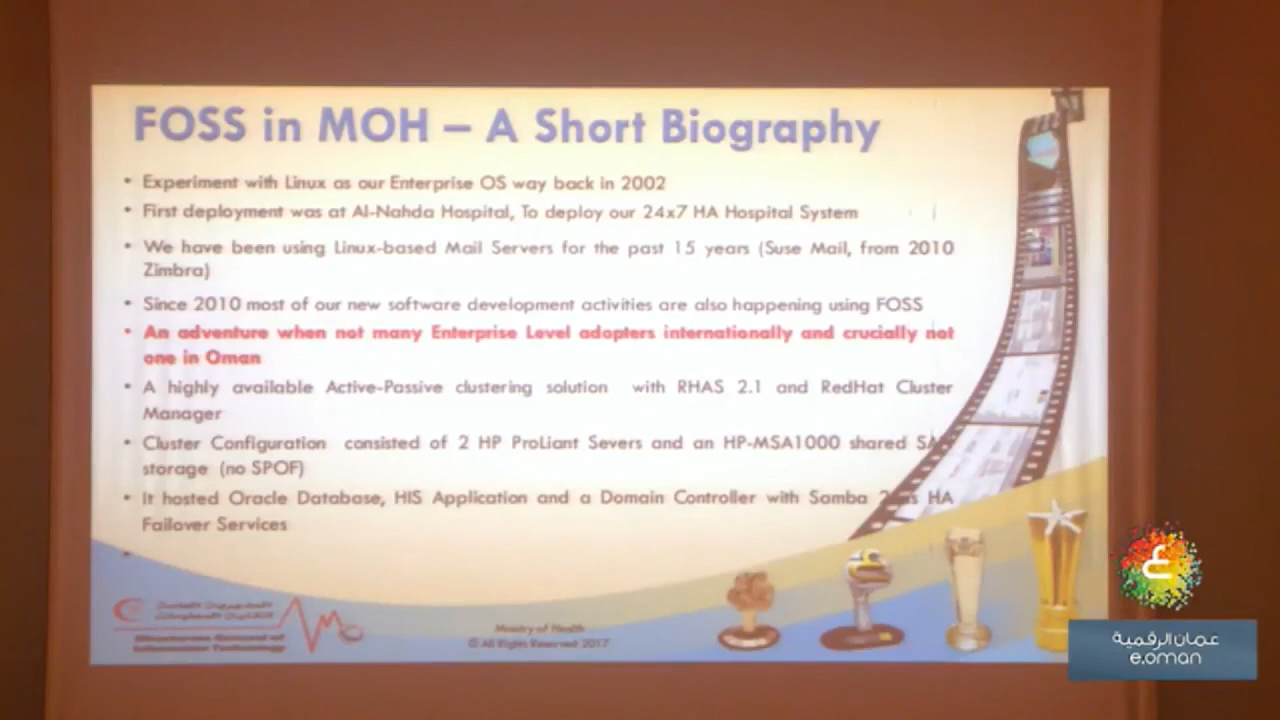 FOSS in MOH – A Short Biography
• Experiment with Linux as our Enterprise OS way back in 2002
• First deployment was at Al-Nahda Hospital, To deploy our 24x7 HA Hospital System
• We have been using Linux-based Mail Servers for the past 15 years (Suse Mail, from 2010
Zimbra)
• Since 2010 most of our new software development activities are also happening using FOSS
• An adventure when not many Enterprise Level adopters internationally and crucially not
one in Oman
• A highly available Active-Passive clustering solution with RHAS 2.1 and RedHat Cluster
Manager
• Cluster Configuration consisted of 2 HP ProLiant Severs and an HP-MSA1000 shared
storage (no SPOF)
• It hosted Oracle Database, HIS Application and a Domain Controller with Samba HA
Failover Services
Directorate General of
Information Technology
Ministry of Health
© All Rights Reserved 2017
ع
عمان الرقمية
e.oman